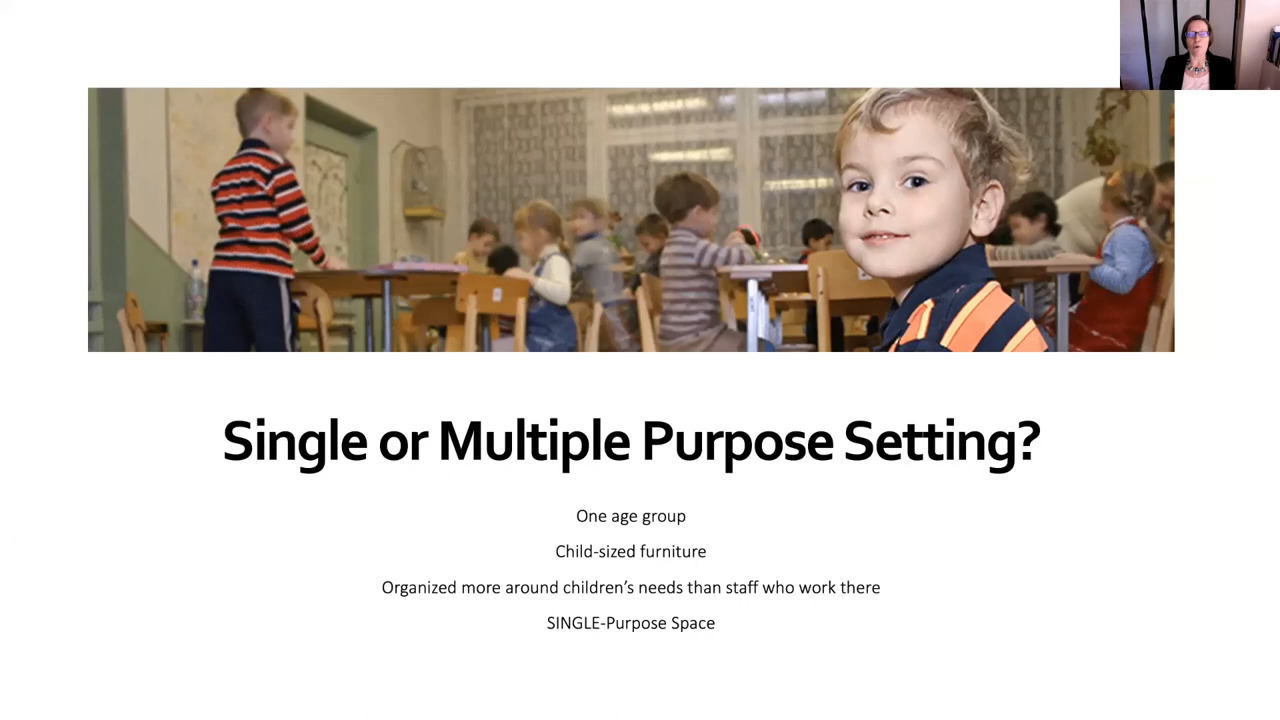 Single or Multiple Purpose Setting?
One age group
Child-sized furniture
Organized more around children’s needs than staff who work there
SINGLE-Purpose Space